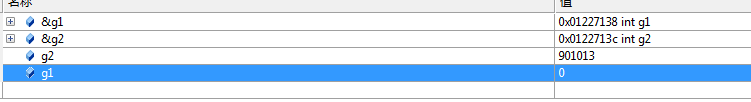 名称 值
&g1 0x01227138 int g1
&g2 0x0122713c int g2
g2 901013
g1 0